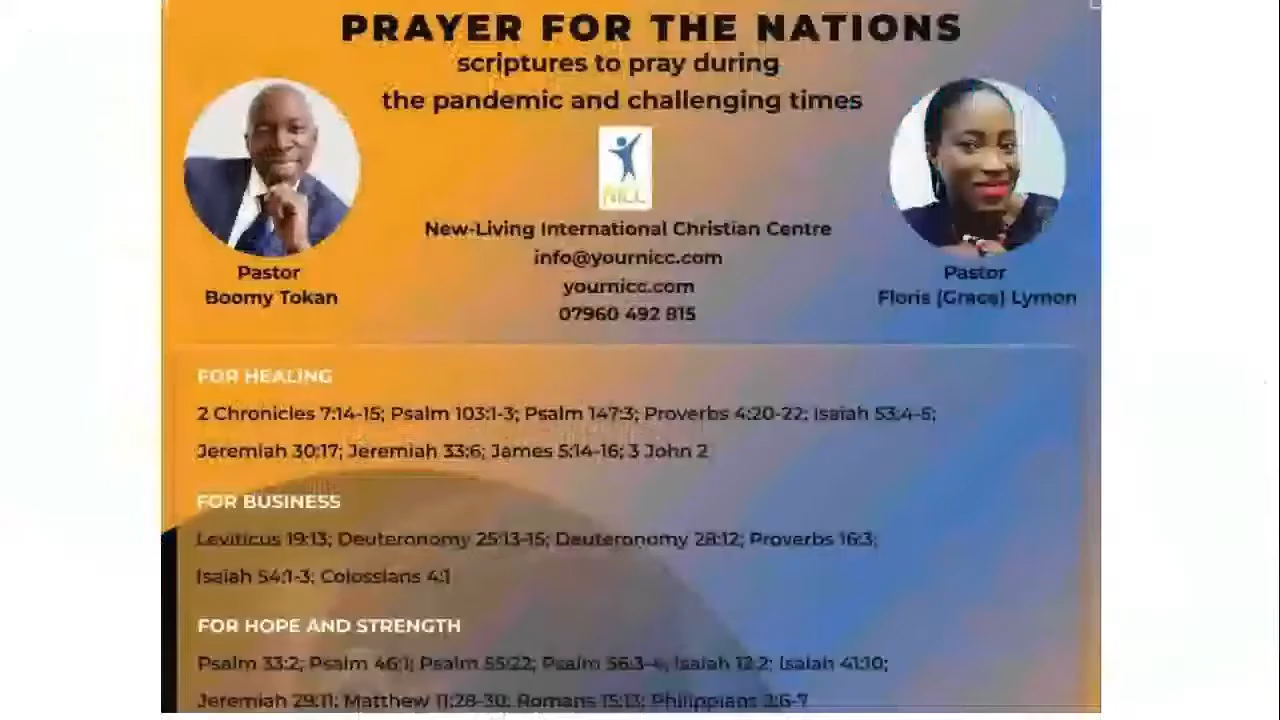 PRAYER FOR THE NATIONS
scriptures to pray during
the pandemic and challenging times
NICC
New-Living International Christian Centre
info@yournicc.com
yournicc.com
07960 492 815
Pastor
Boomy Tokan
Pastor
Floris (Grace) Lymon
FOR HEALING
2 Chronicles 7:14-15; Psalm 103:1-3; Psalm 147:3; Proverbs 4:20-22; Isaiah 53:4-5;
Jeremiah 30:17; Jeremiah 33:6; James 5:14-16; 3 John 2
FOR BUSINESS
Leviticus 19:13; Deuteronomy 25:13-15; Deuteronomy 28:12; Proverbs 16:3;
Isaiah 54:1-3; Colossians 4:1
FOR HOPE AND STRENGTH
Psalm 33:2; Psalm 46:1; Psalm 55:22; Psalm 56:3-4; Isaiah 12:2; Isaiah 41:10;
Jeremiah 29:11; Matthew 11:28-30; Romans 15:13; Philippians